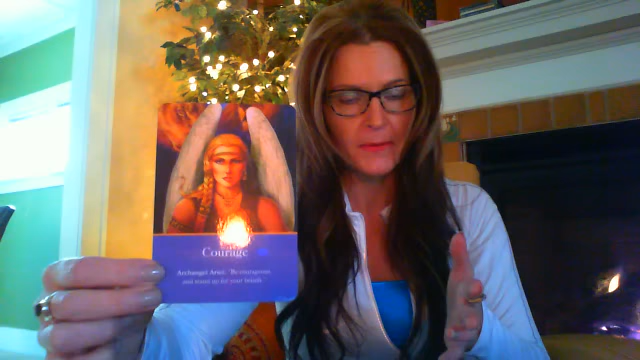 Courage
Archangel Ariel: "Be courageous,
and stand up for your beliefs."